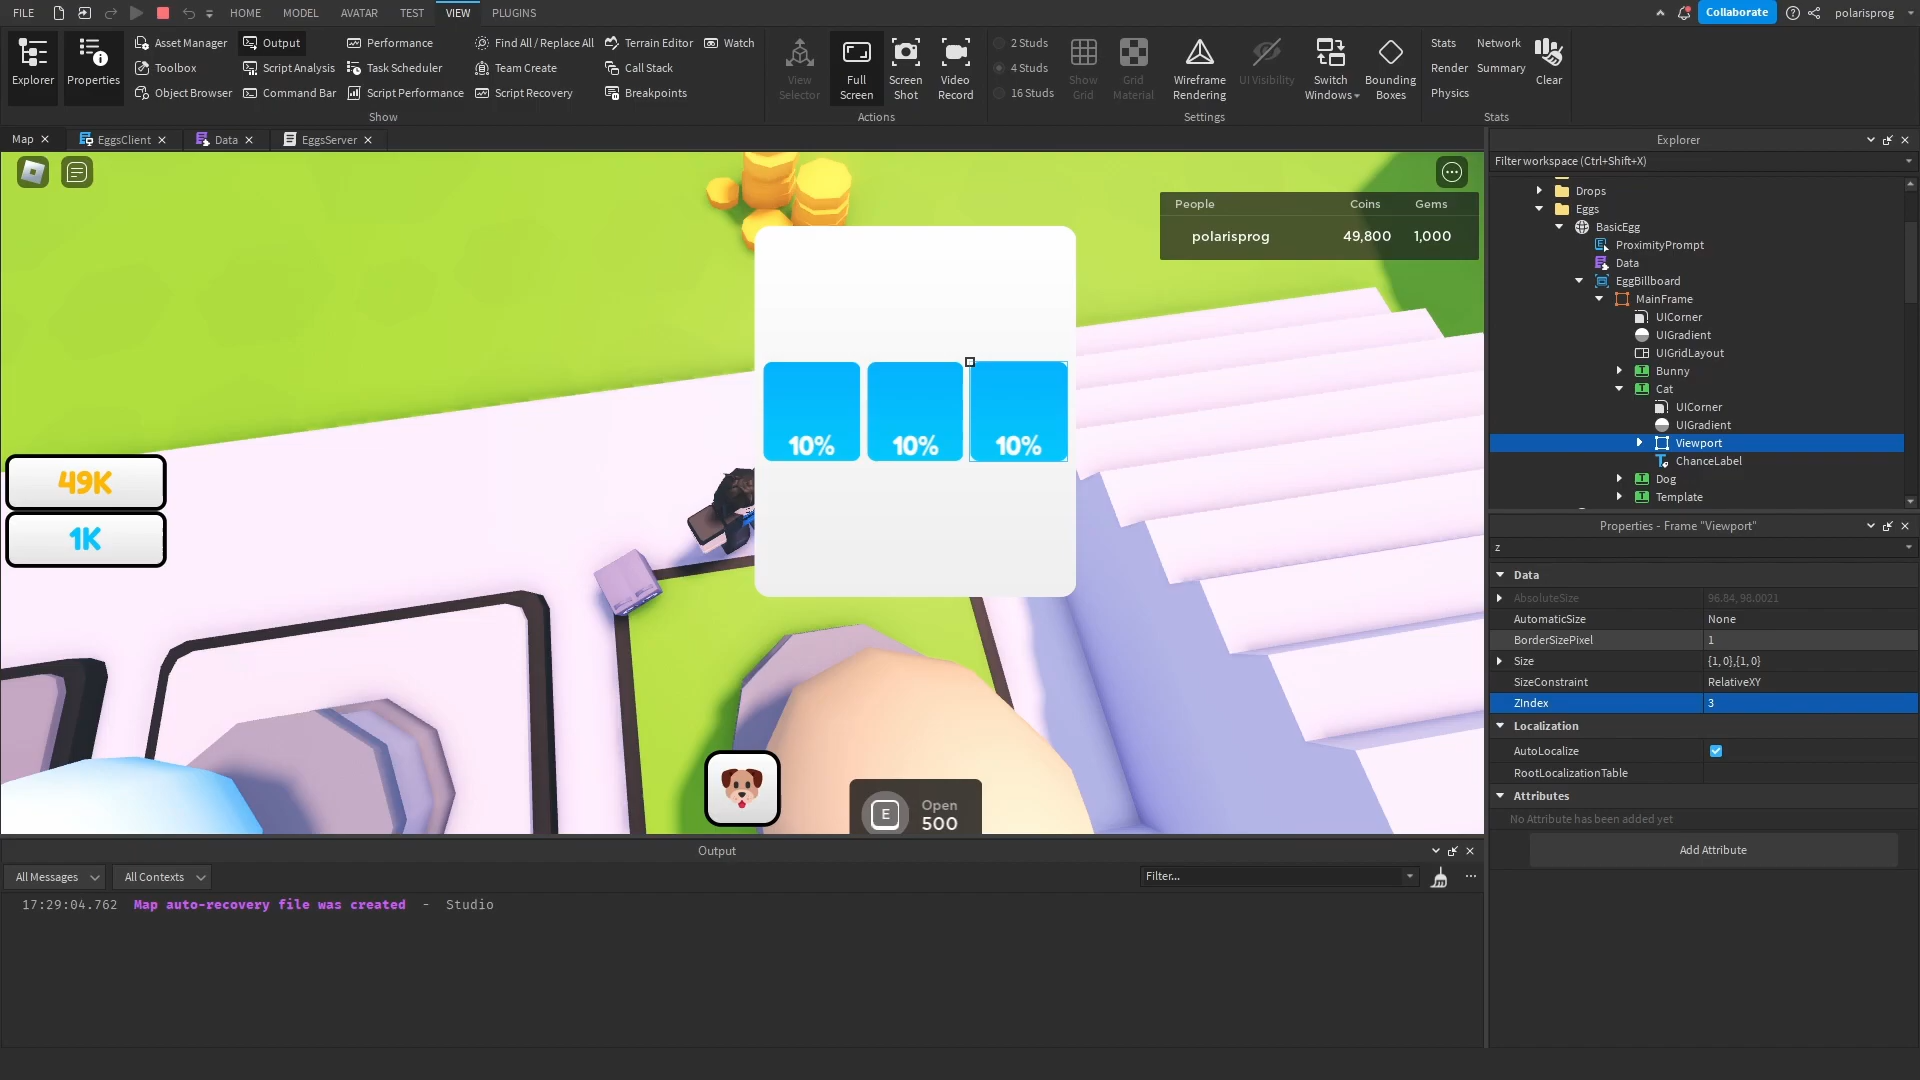 FILE HOME MODEL AVATAR TEST VIEW PLUGINS Collaborate polarisprog
Explorer
Properties
Asset Manager
Toolbox
Object Browser
Output
Script Analysis
Command Bar
Performance
Task Scheduler
Script Performance
Find All / Replace All
Team Create
Script Recovery
Terrain Editor
Call Stack
Breakpoints
Watch
Show
View Selector
Full Screen
Screen Shot
Video Record
Actions
2 Studs
4 Studs
16 Studs
Show Grid
Grid Material
Wireframe Rendering
UI Visibility
Switch Windows
Bounding Boxes
Settings
Stats
Render
Physics
Network
Summary
Clear
Stats
Map EggsClient Data EggsServer
People Coins Gems
polarisprog 49,800 1,000
10% 10% 10%
49K
1K
E
Open
500
Output
All Messages All Contexts Filter...
17:29:04.762 Map auto-recovery file was created - Studio
Explorer
Filter workspace (Ctrl+Shift+X)
Drops
Eggs
BasicEgg
ProximityPrompt
Data
EggBillboard
MainFrame
UICorner
UIGradient
UIGridLayout
Bunny
Cat
UICorner
UIGradient
Viewport
ChanceLabel
Dog
Template
Properties - Frame "Viewport"
z
Data
AbsoluteSize 96.84, 98.0021
AutomaticSize None
BorderSizePixel 1
Size {1, 0},{1, 0}
SizeConstraint RelativeXY
ZIndex 3
Localization
AutoLocalize
RootLocalizationTable
Attributes
No Attribute has been added yet
Add Attribute